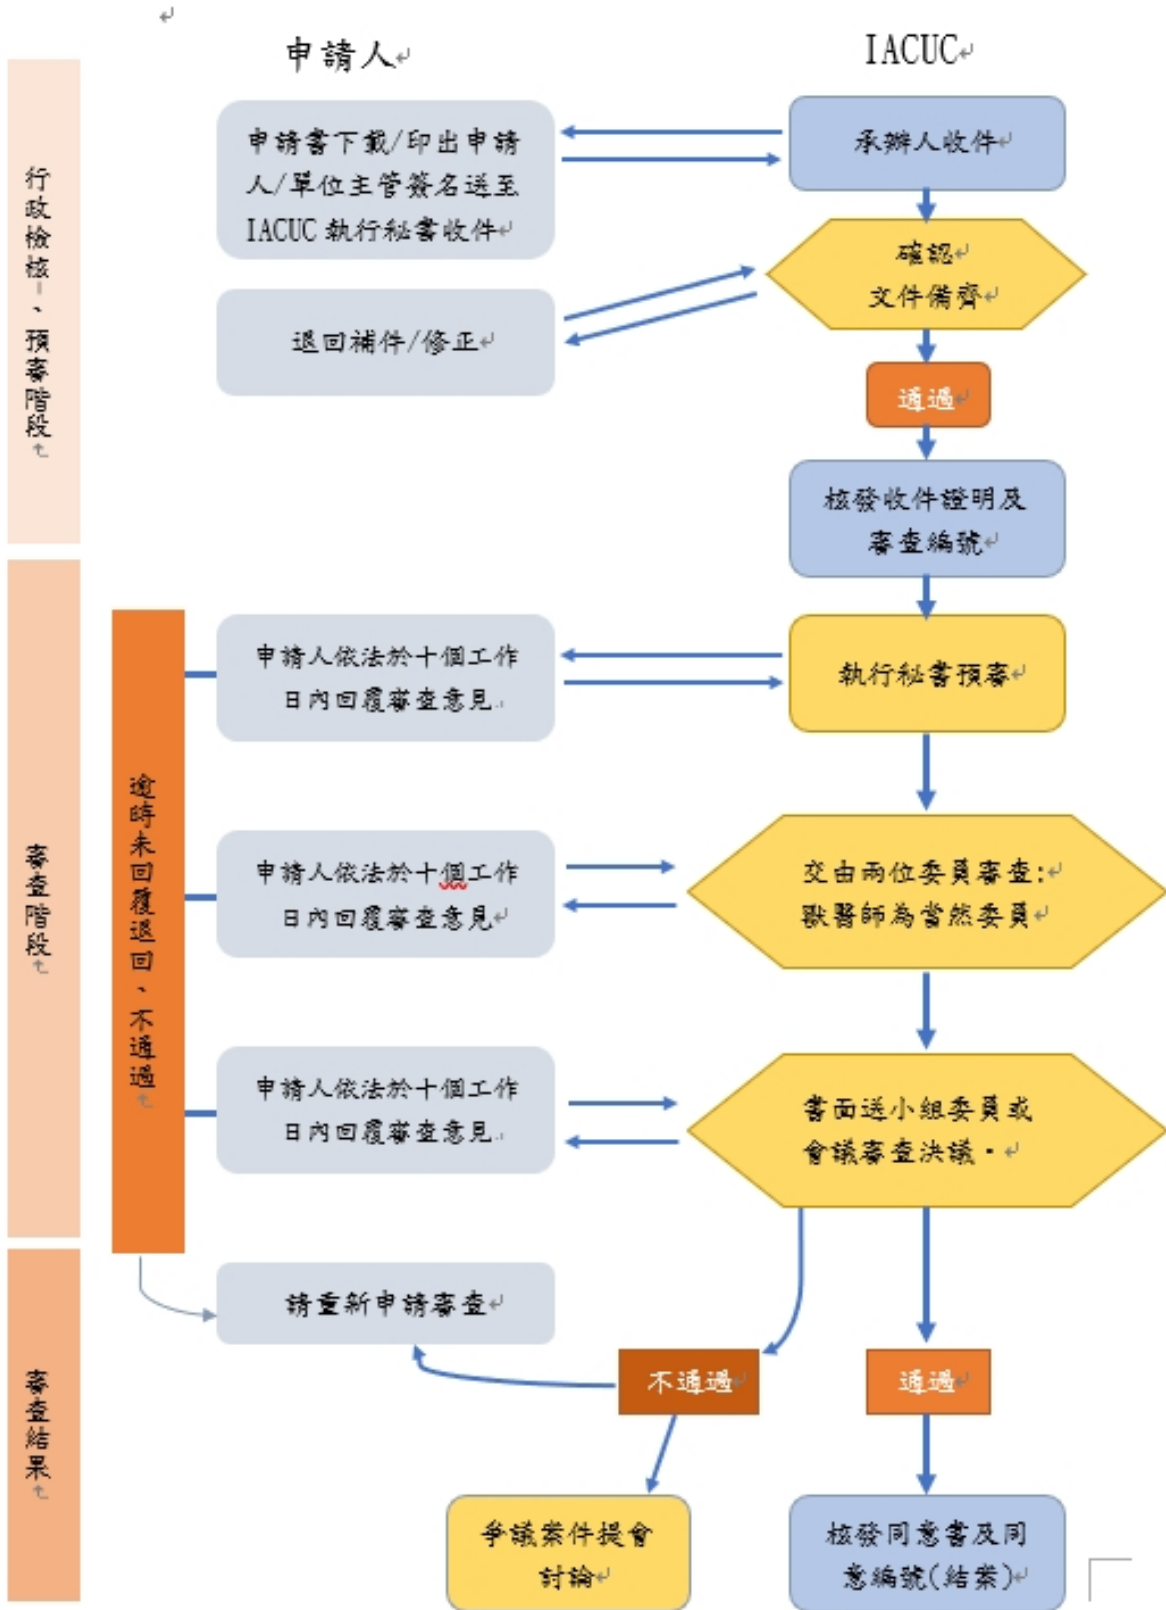 申請人
IACUC
行政檢核、預審階段
申請書下載/印出申請
人/單位主管簽名送至
IACUC 執行秘書收件
承辦人收件
確認
文件備齊
退回補件/修正
通過
核發收件證明及
審查編號
審查階段
逾時未回覆退回、不通過
申請人依法於十個工作
日內回覆審查意見
執行秘書預審
申請人依法於十個工作
日內回覆審查意見
交由兩位委員審查:
獸醫師為當然委員
申請人依法於十個工作
日內回覆審查意見
書面送小組委員或
會議審查決議。
審查結果
請重新申請審查
不通過
通過
爭議案件提會
討論
核發同意書及同
意編號(結案)